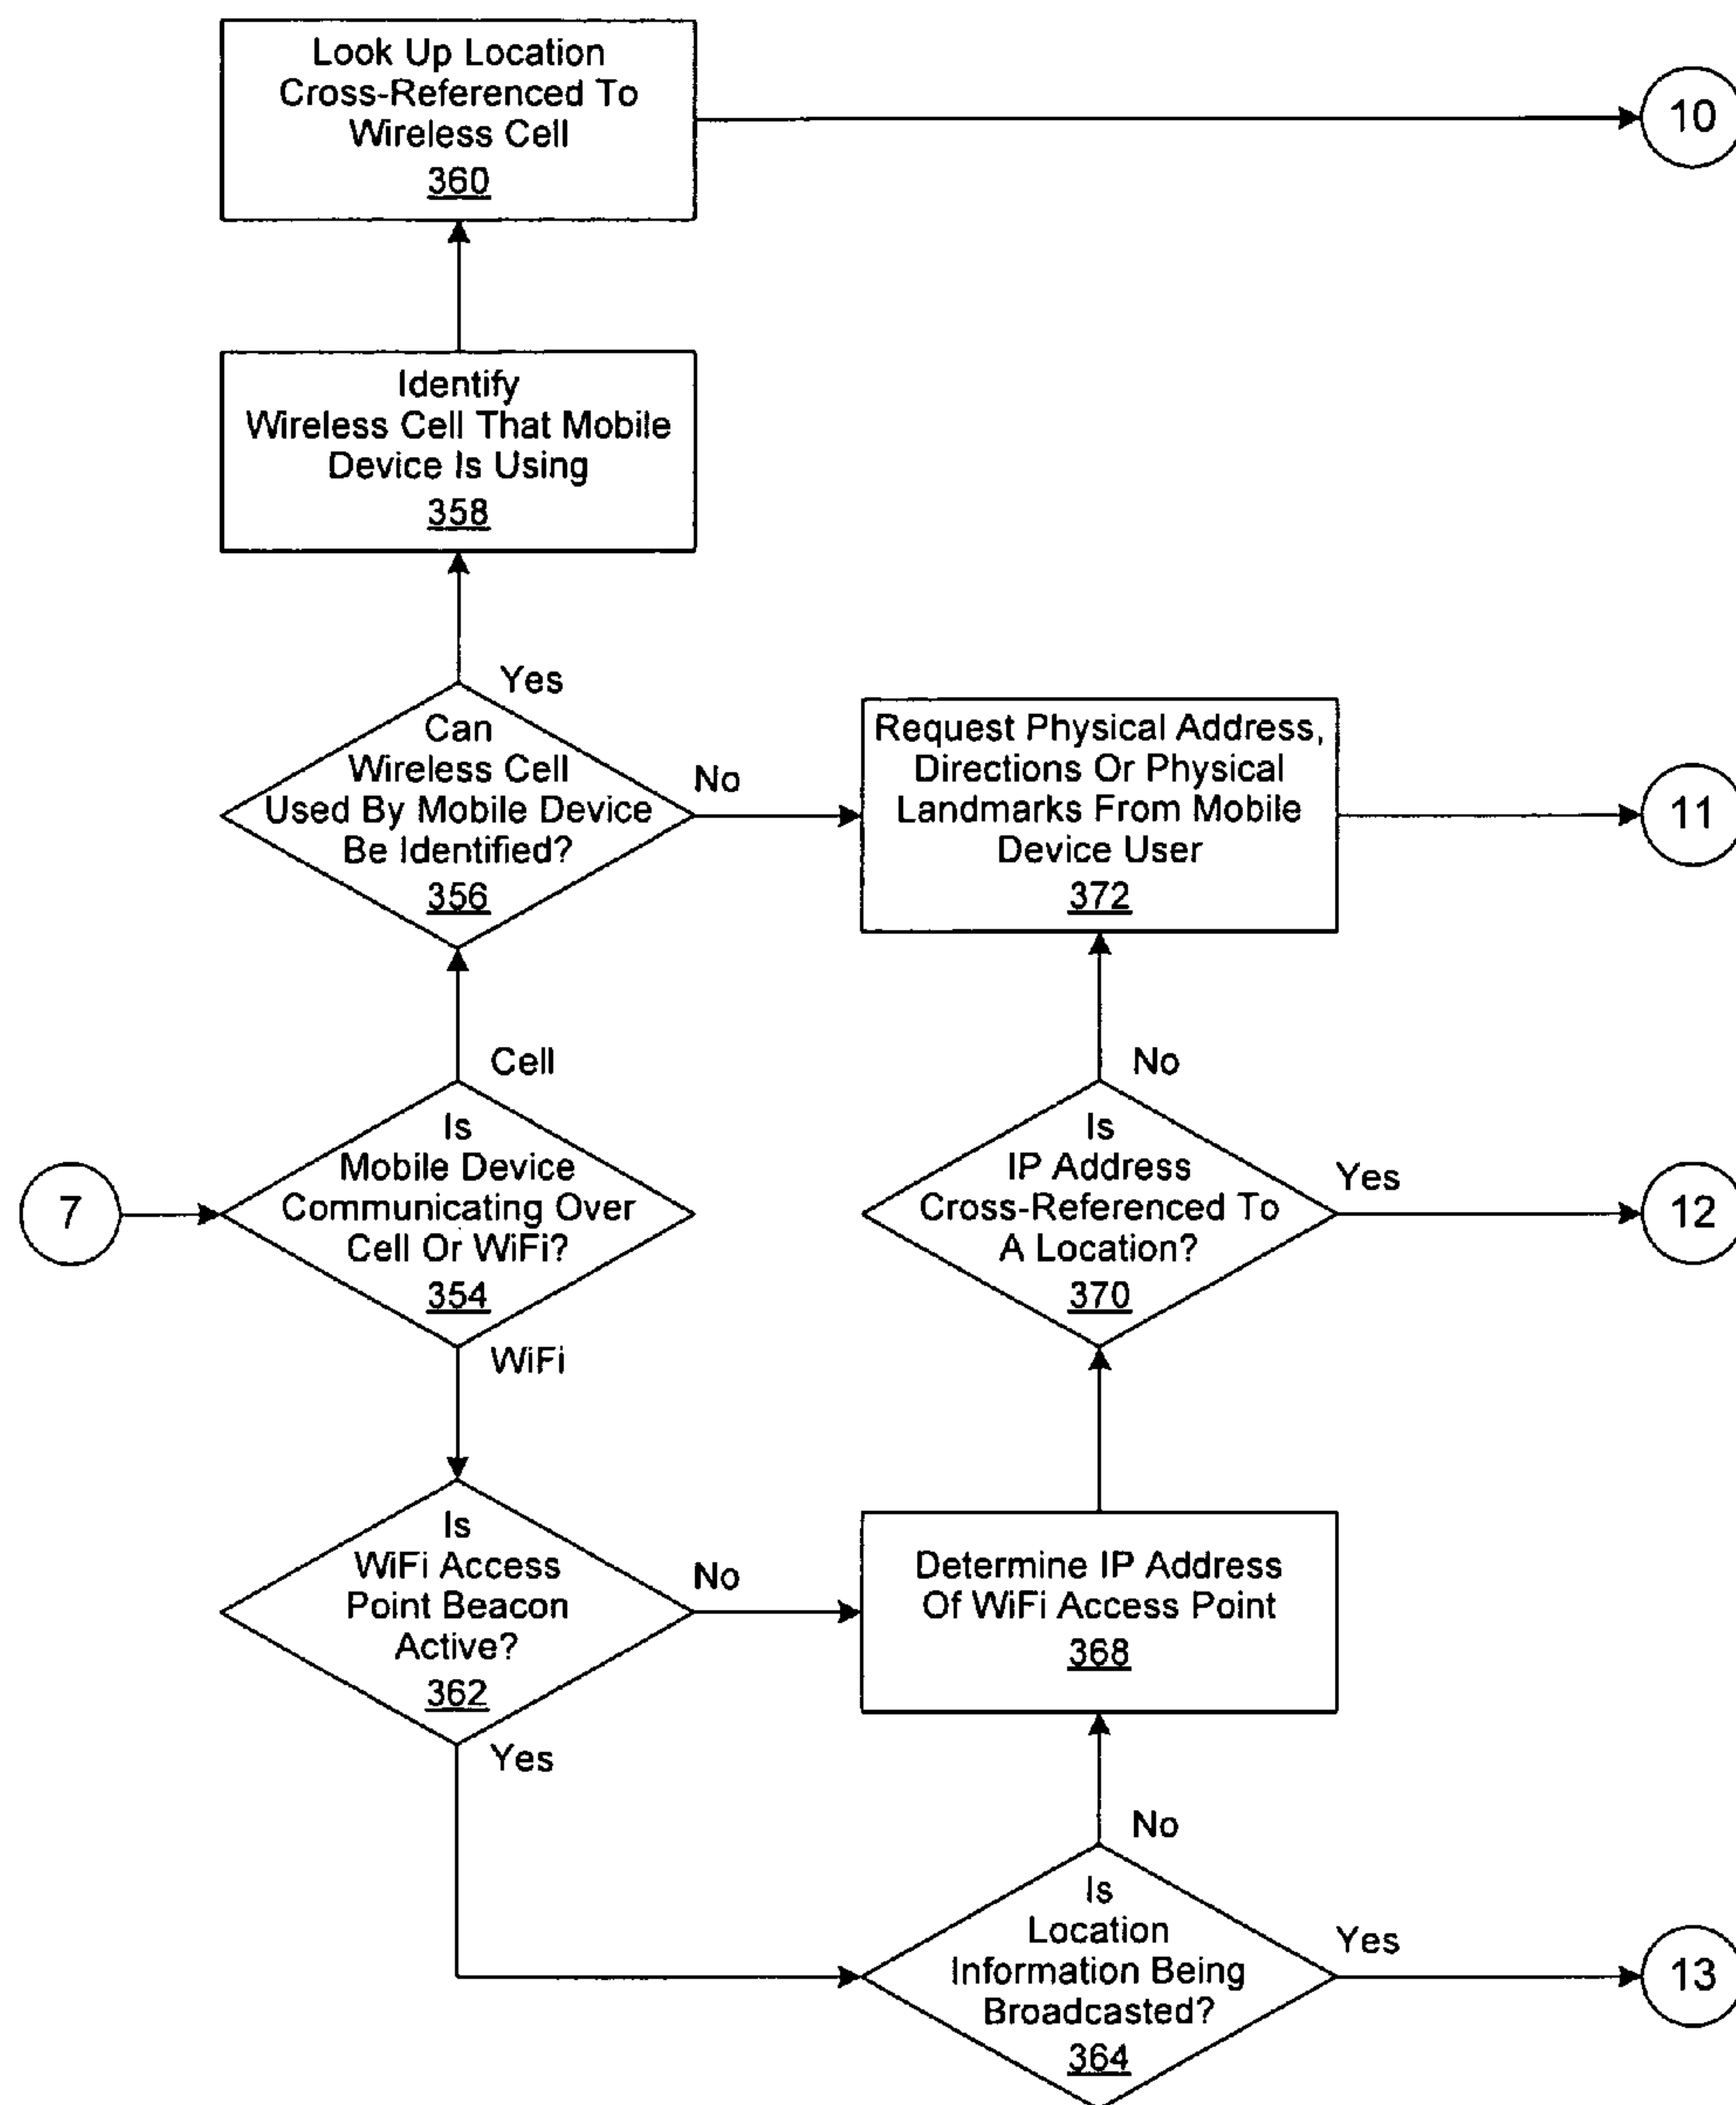 Look Up Location
Cross-Referenced To
Wireless Cell
360
10
Identify
Wireless Cell That Mobile
Device Is Using
358
Yes
Can
Wireless Cell
Used By Mobile Device
Be Identified?
356
No
Request Physical Address,
Directions Or Physical
Landmarks From Mobile
Device User
372
11
Cell
7
Is
Mobile Device
Communicating Over
Cell Or WiFi?
354
WiFi
No
Is
IP Address
Cross-Referenced To
A Location?
370
Yes
12
Is
WiFi Access
Point Beacon
Active?
362
No
Yes
Determine IP Address
Of WiFi Access Point
368
No
Is
Location
Information Being
Broadcasted?
364
Yes
13